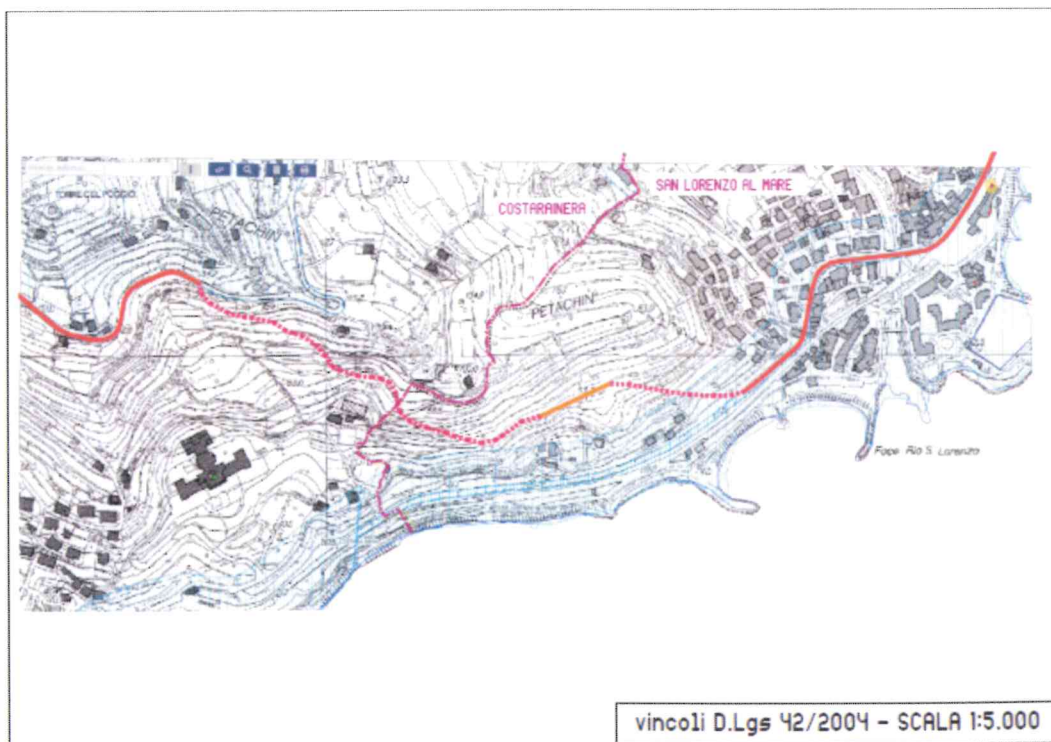 TORRE DEL POGGIO
PETACHIN
SAN LORENZO AL MARE
COSTARAINERA
PETACHIN
Foce Rio S. Lorenzo
vincoli D.Lgs 42/2004 - SCALA 1:5.000